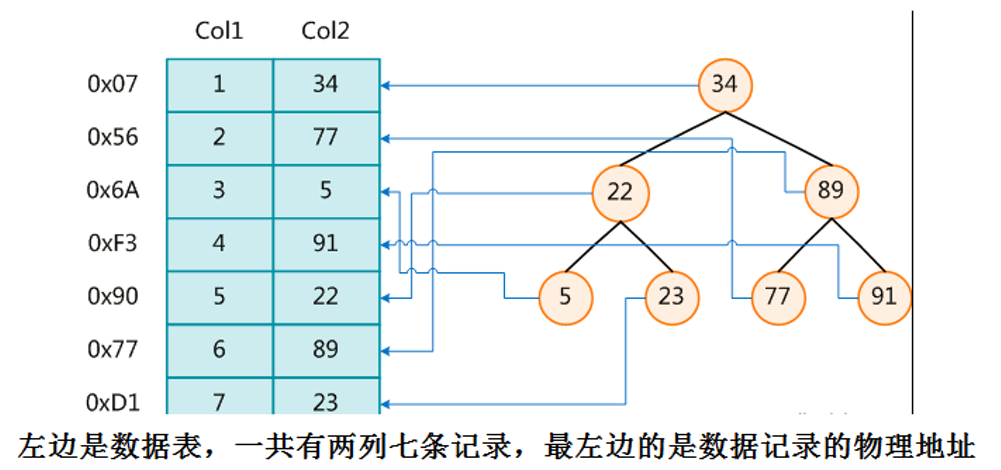 Col1 Col2
0x07 1 34 34
0x56 2 77
0x6A 3 5 22 89
0xF3 4 91
0x90 5 22 5 23 77 91
0x77 6 89
0xD1 7 23
左边是数据表，一共有两列七条记录，最左边的是数据记录的物理地址